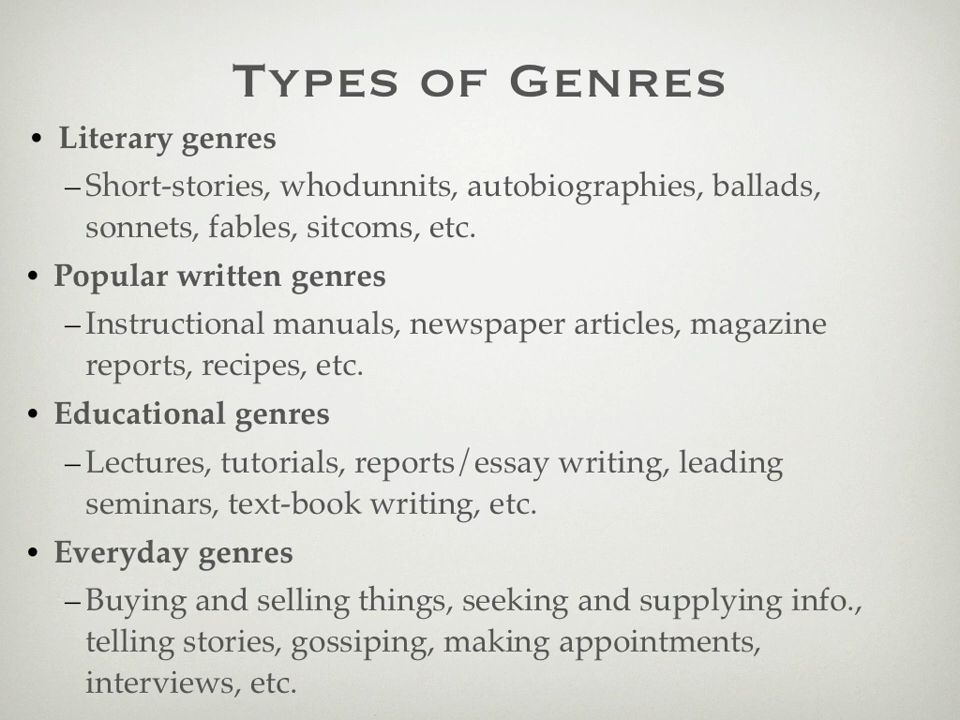 Types of Genres
• Literary genres
– Short-stories, whodunnits, autobiographies, ballads,
sonnets, fables, sitcoms, etc.
• Popular written genres
– Instructional manuals, newspaper articles, magazine
reports, recipes, etc.
• Educational genres
– Lectures, tutorials, reports/essay writing, leading
seminars, text-book writing, etc.
• Everyday genres
– Buying and selling things, seeking and supplying info.,
telling stories, gossiping, making appointments,
interviews, etc.